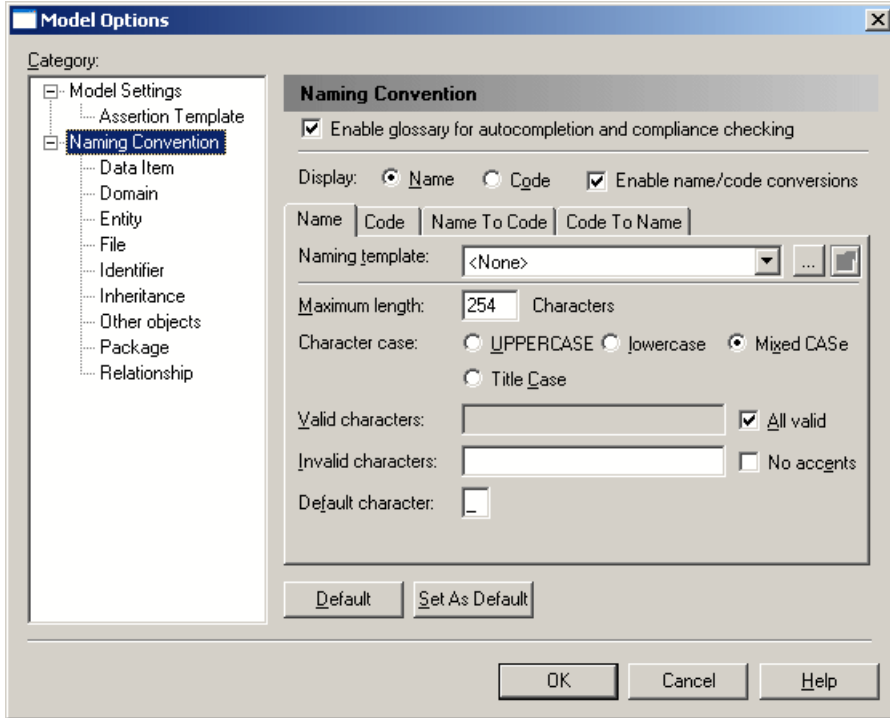 Model Options
Category:
Model Settings
Assertion Template
Naming Convention
Data Item
Domain
Entity
File
Identifier
Inheritance
Other objects
Package
Relationship
Naming Convention
Enable glossary for autocompletion and compliance checking
Display: Name Code Enable name/code conversions
Name Code Name To Code Code To Name
Naming template: <None> ...
Maximum length: 254 Characters
Character case: UPPERCASE lowercase Mixed CASe
Title Case
Valid characters: All valid
Invalid characters: No accents
Default character: _
Default Set As Default
OK Cancel Help